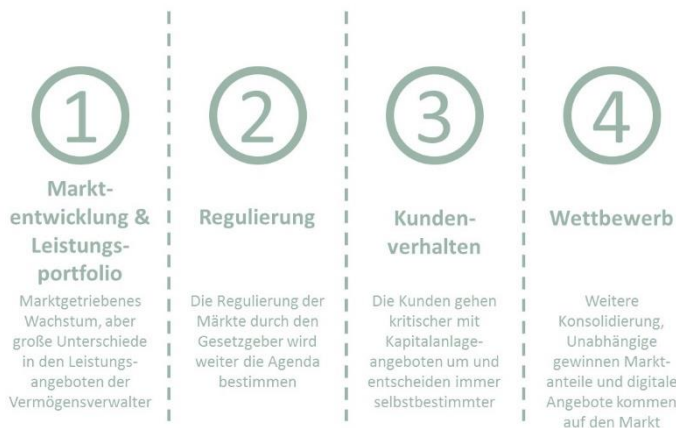 1
Markt-
entwicklung &
Leistungs-
portfolio
Marktgetriebenes
Wachstum, aber
große Unterschiede
in den Leistungs-
angeboten der
Vermögensverwalter
2
Regulierung
Die Regulierung der
Märkte durch den
Gesetzgeber wird
weiter die Agenda
bestimmen
3
Kunden-
verhalten
Die Kunden gehen
kritischer mit
Kapitalanlage-
angeboten um und
entscheiden immer
selbstbestimmter
4
Wettbewerb
Weitere
Konsolidierung,
Unabhängige
gewinnen Markt-
anteile und digitale
Angebote kommen
auf den Markt